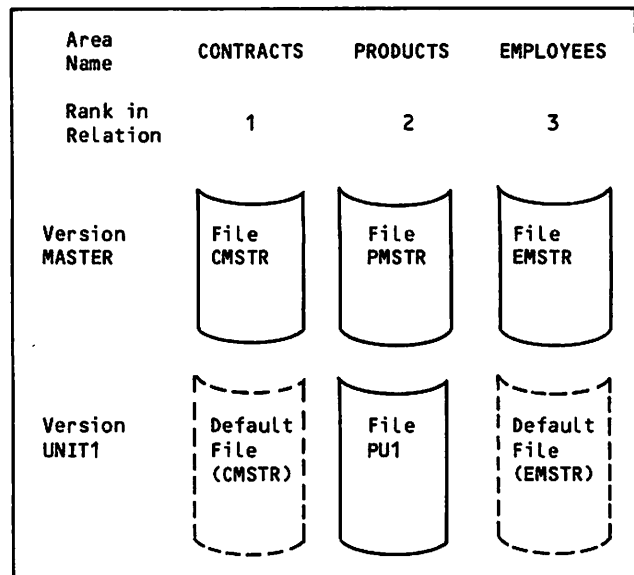 Area
Name
CONTRACTS PRODUCTS EMPLOYEES
Rank in
Relation
1 2 3
Version
MASTER
File
CMSTR
File
PMSTR
File
EMSTR
Version
UNIT1
Default
File
(CMSTR)
File
PU1
Default
File
(EMSTR)